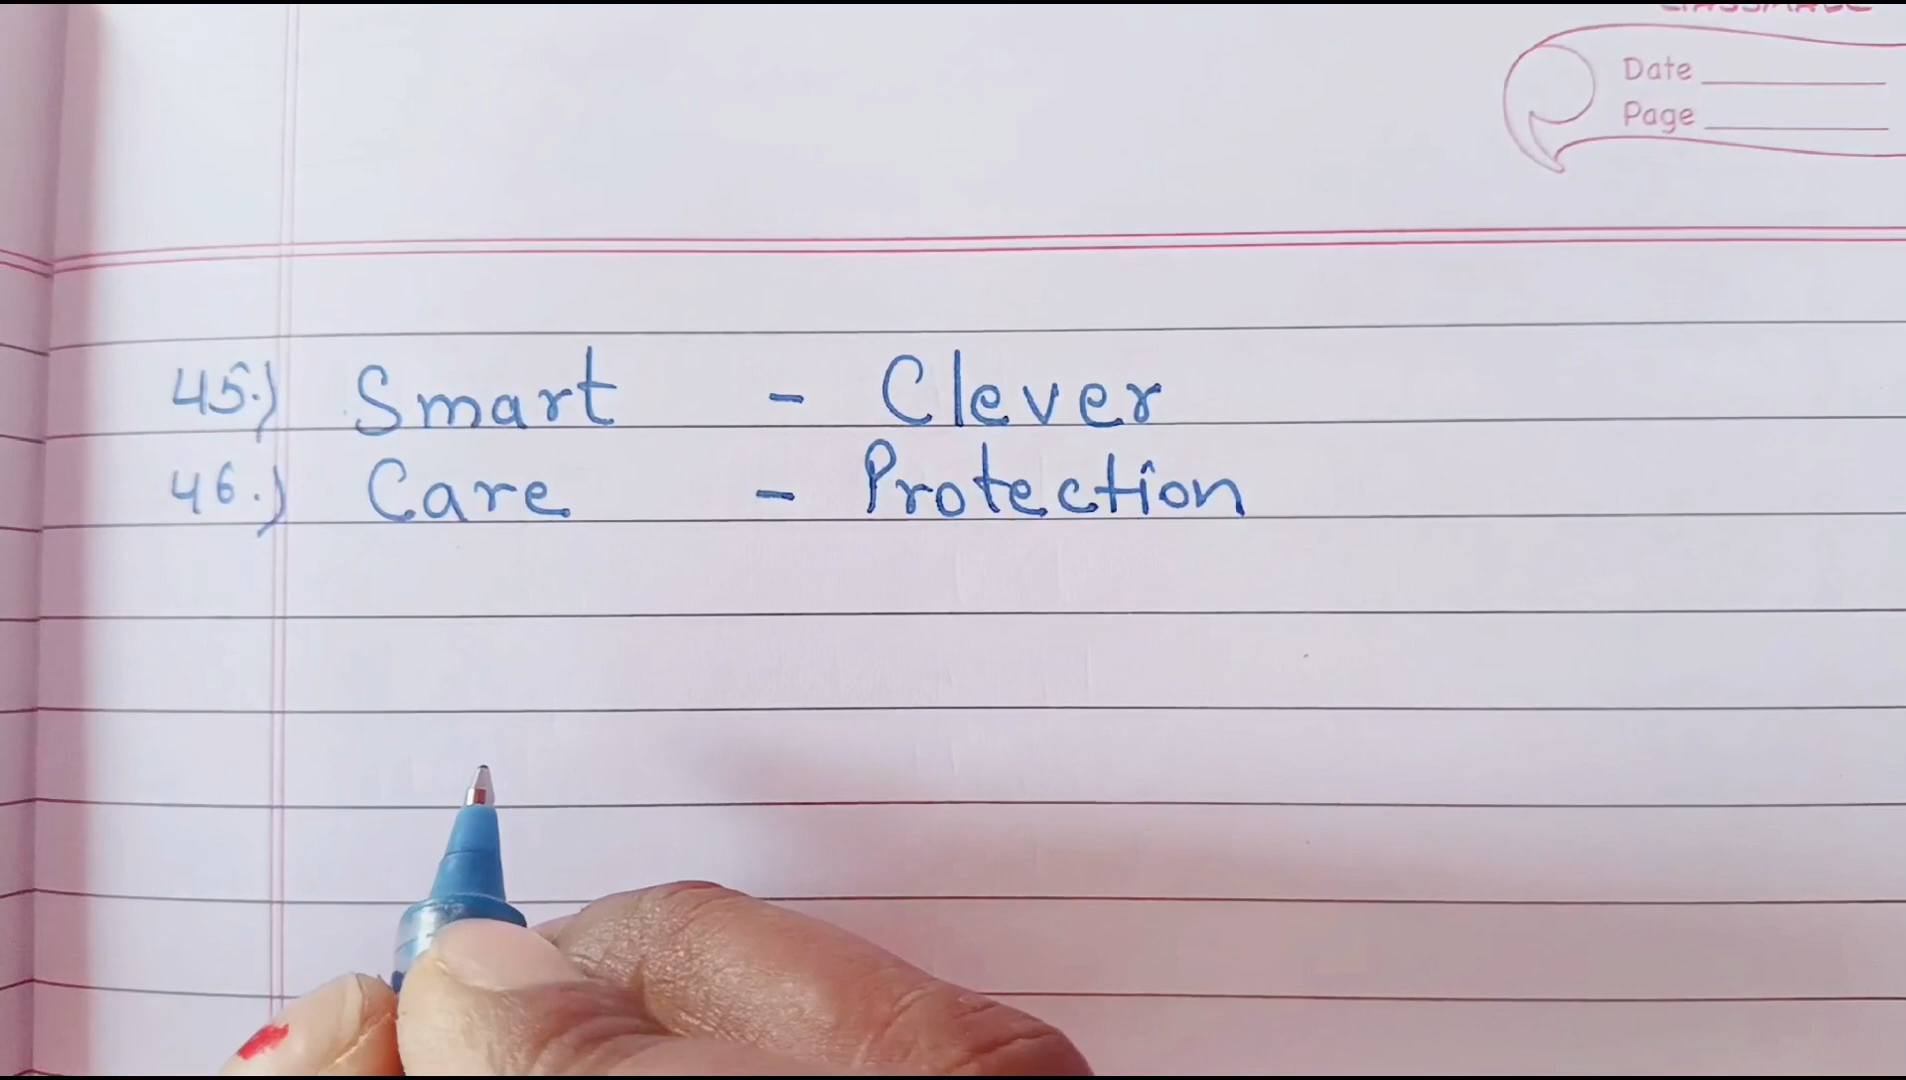 Date
Page
45.) Smart - Clever
46.) Care - Protection